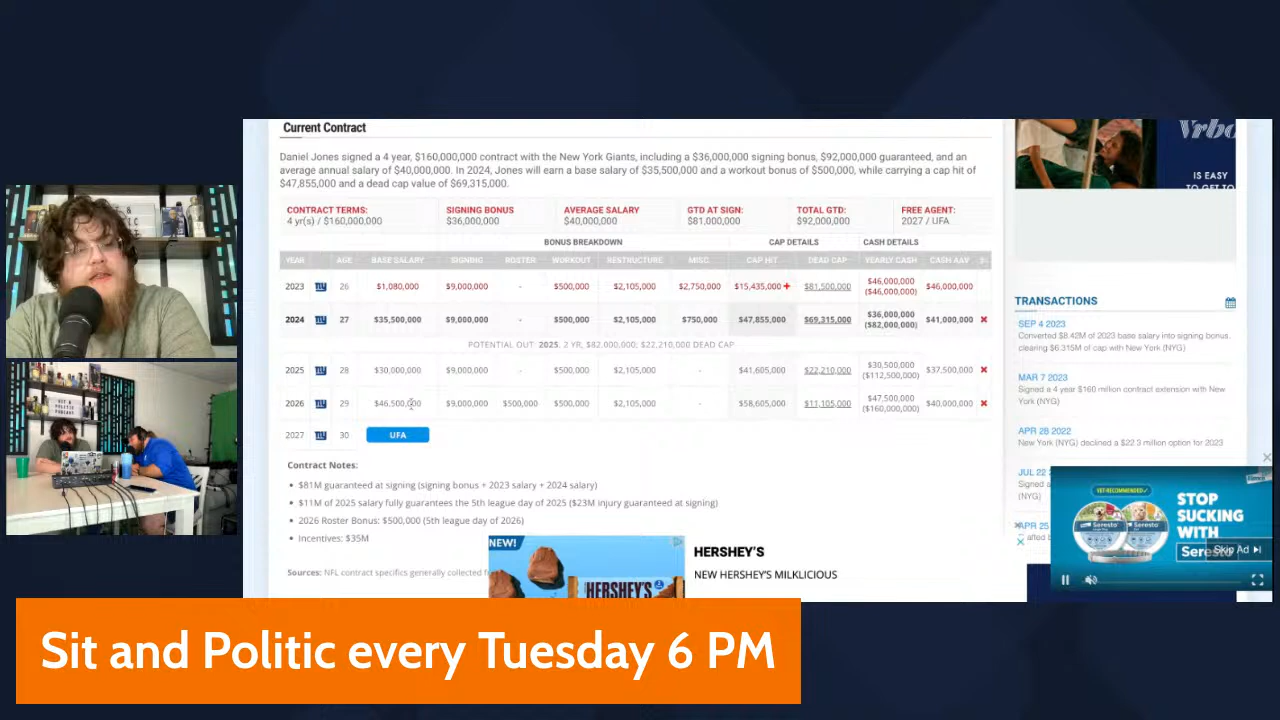 Current Contract
Daniel Jones signed a 4 year, $160,000,000 contract with the New York Giants, including a $36,000,000 signing bonus, $92,000,000 guaranteed, and an
average annual salary of $40,000,000. In 2024, Jones will earn a base salary of $35,500,000 and a workout bonus of $500,000, while carrying a cap hit of
$47,855,000 and a dead cap value of $69,315,000.
CONTRACT TERMS: SIGNING BONUS AVERAGE SALARY GTD AT SIGN: TOTAL GTD: FREE AGENT:
4 yr(s) / $160,000,000 $36,000,000 $40,000,000 $81,000,000 $92,000,000 2027 / UFA
BONUS BREAKDOWN CAP DETAILS CASH DETAILS
YEAR AGE BASE SALARY SIGNING ROSTER WORKOUT RESTRUCTURE MISC. CAP HIT DEAD CAP YEARLY CASH CASH AAV
2023 26 $1,080,000 $9,000,000 - $500,000 $2,105,000 $2,750,000 $15,435,000 + $81,500,000 $46,000,000 ($46,000,000) $46,000,000
2024 27 $35,500,000 $9,000,000 - $500,000 $2,105,000 $750,000 $47,855,000 $69,315,000 $36,000,000 ($82,000,000) $41,000,000
POTENTIAL OUT: 2025, 2 YR, $82,000,000; $22,210,000 DEAD CAP
2025 28 $30,000,000 $9,000,000 - $500,000 $2,105,000 - $41,605,000 $22,210,000 $30,500,000 ($112,500,000) $37,500,000
2026 29 $46,500,000 $9,000,000 $500,000 $500,000 $2,105,000 - $58,605,000 $11,105,000 $47,500,000 ($160,000,000) $40,000,000
2027 30 UFA
Contract Notes:
• $81M guaranteed at signing (signing bonus + 2023 salary + 2024 salary)
• $11M of 2025 salary fully guarantees the 5th league day of 2025 ($23M injury guaranteed at signing)
• 2026 Roster Bonus: $500,000 (5th league day of 2026)
• Incentives: $35M
Sources: NFL contract specifics generally collected
NEW!
HERSHEY'S
HERSHEY'S
NEW HERSHEY'S MILKLICIOUS
Vrbo
IS EASY
TO GET TO
TRANSACTIONS
SEP 4 2023
Converted $8.42M of 2023 base salary into signing bonus,
clearing $6.315M of cap with New York (NYG)
MAR 7 2023
Signed a 4 year $160 million contract extension with New
York (NYG)
APR 28 2022
New York (NYG) declined a $22.3 million option for 2023
JUL 22
Signed a
(NYG)
APR 25
VET-RECOMMENDED
Seresto Seresto
STOP
SUCKING
WITH
Seresto
Skip Ad
Sit and Politic every Tuesday 6 PM